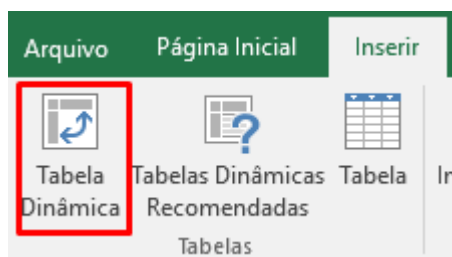 Arquivo Página Inicial Inserir
Tabela Dinâmica
Tabelas Dinâmicas Recomendadas
Tabela
Tabelas